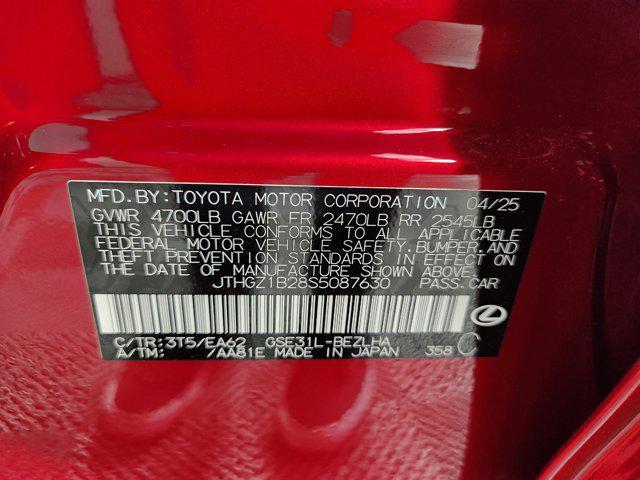 MFD.BY:TOYOTA MOTOR CORPORATION 04/25
GVWR 4700LB GAWR FR 2470LB RR 2545LB
THIS VEHICLE CONFORMS TO ALL APPLICABLE
FEDERAL MOTOR VEHICLE SAFETY,BUMPER,AND
THEFT PREVENTION STANDARDS IN EFFECT ON
THE DATE OF MANUFACTURE SHOWN ABOVE.
JTHGZ1B28S5087630 PASS.CAR
C/TR:3T5/EA62 GSE31L-BEZLHA
A/TM: /AA81E MADE IN JAPAN 358 C